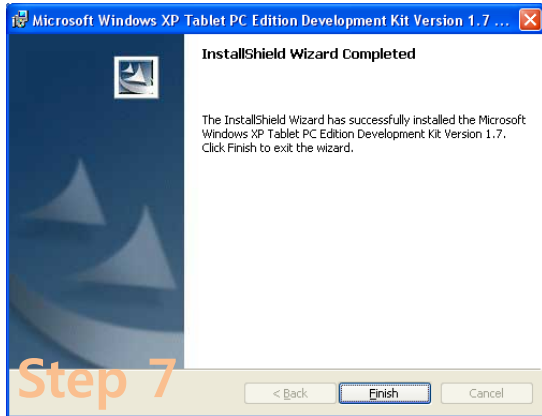 Microsoft Windows XP Tablet PC Edition Development Kit Version 1.7 ...
InstallShield Wizard Completed
The InstallShield Wizard has successfully installed the Microsoft
Windows XP Tablet PC Edition Development Kit Version 1.7.
Click Finish to exit the wizard.
Step 7
< Back
Finish
Cancel